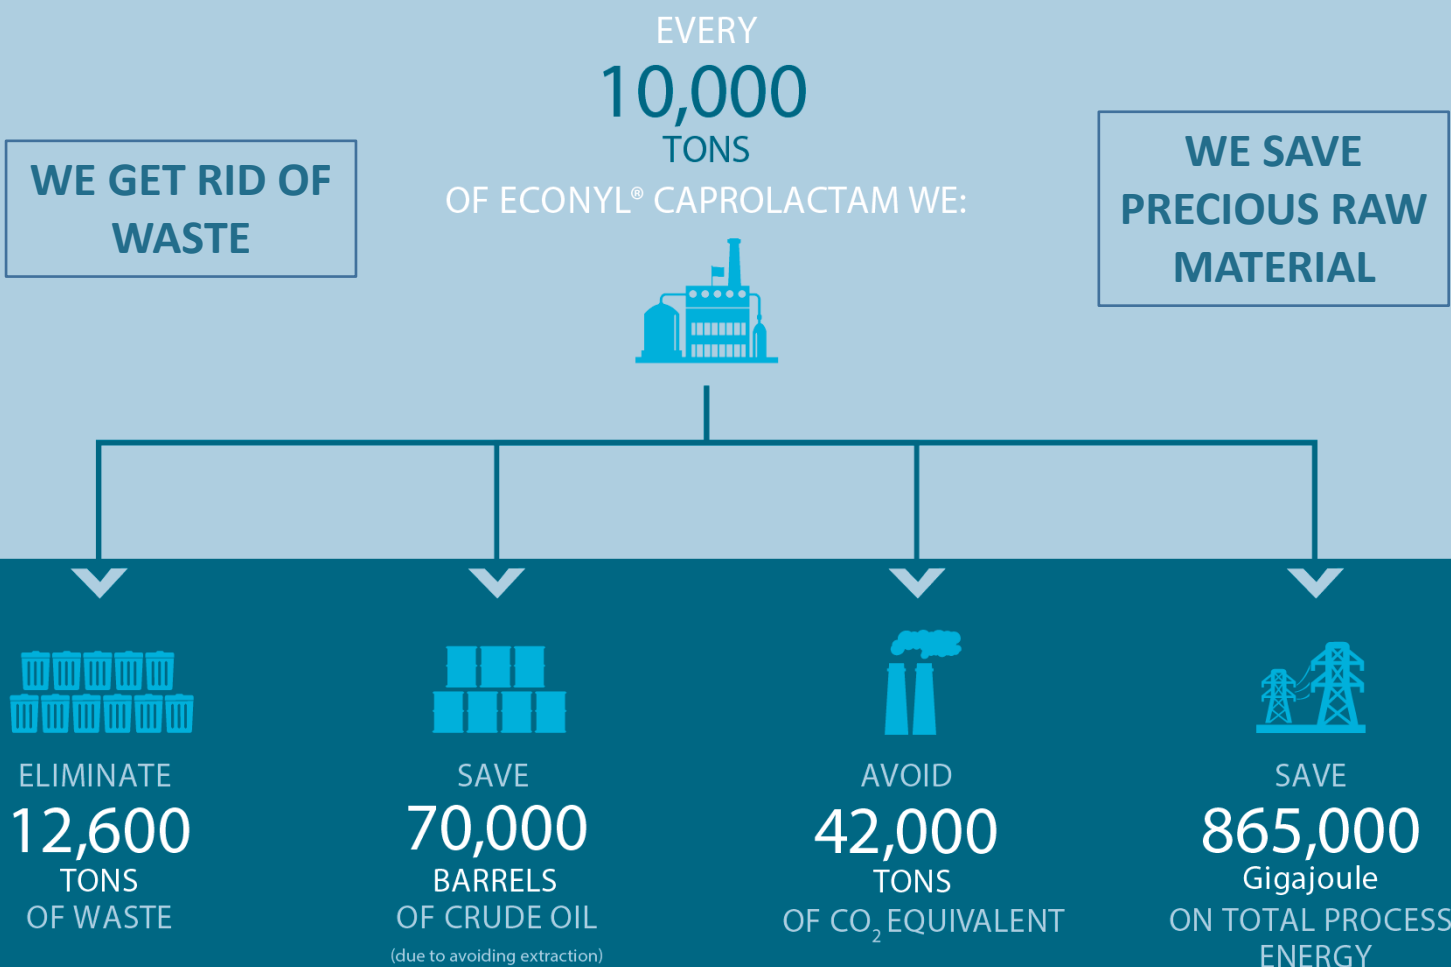 EVERY
10,000
TONS
OF ECONYL® CAPROLACTAM WE:
WE GET RID OF
WASTE
WE SAVE
PRECIOUS RAW
MATERIAL
ELIMINATE
12,600
TONS
OF WASTE
SAVE
70,000
BARRELS
OF CRUDE OIL
(due to avoiding extraction)
AVOID
42,000
TONS
OF CO₂ EQUIVALENT
SAVE
865,000
Gigajoule
ON TOTAL PROCESS
ENERGY